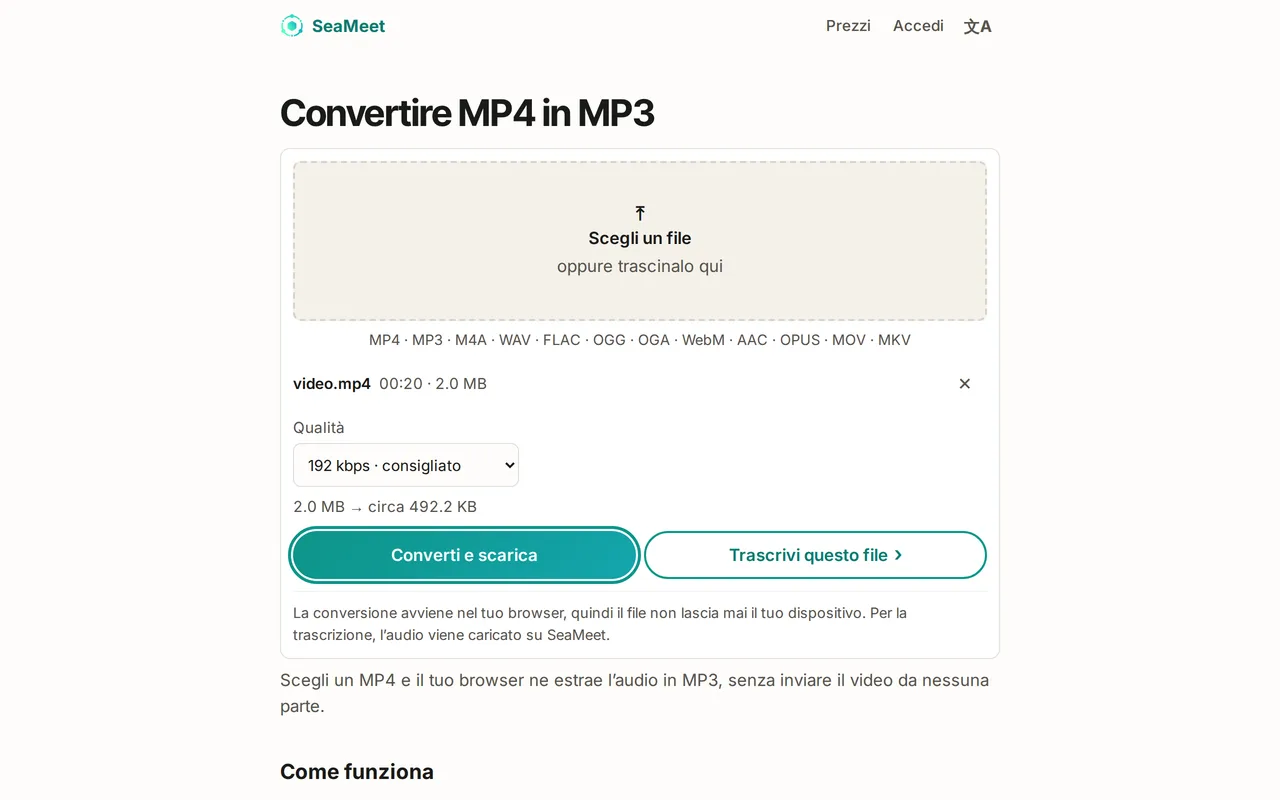 SeaMeet
Prezzi
Accedi
文A
Convertire MP4 in MP3
Scegli un file
oppure trascinalo qui
MP4 · MP3 · M4A · WAV · FLAC · OGG · OGA · WebM · AAC · OPUS · MOV · MKV
video.mp4 00:20 · 2.0 MB
Qualità
192 kbps · consigliato
2.0 MB → circa 492.2 KB
Converti e scarica
Trascrivi questo file ›
La conversione avviene nel tuo browser, quindi il file non lascia mai il tuo dispositivo. Per la
trascrizione, l’audio viene caricato su SeaMeet.
Scegli un MP4 e il tuo browser ne estrae l’audio in MP3, senza inviare il video da nessuna
parte.
Come funziona